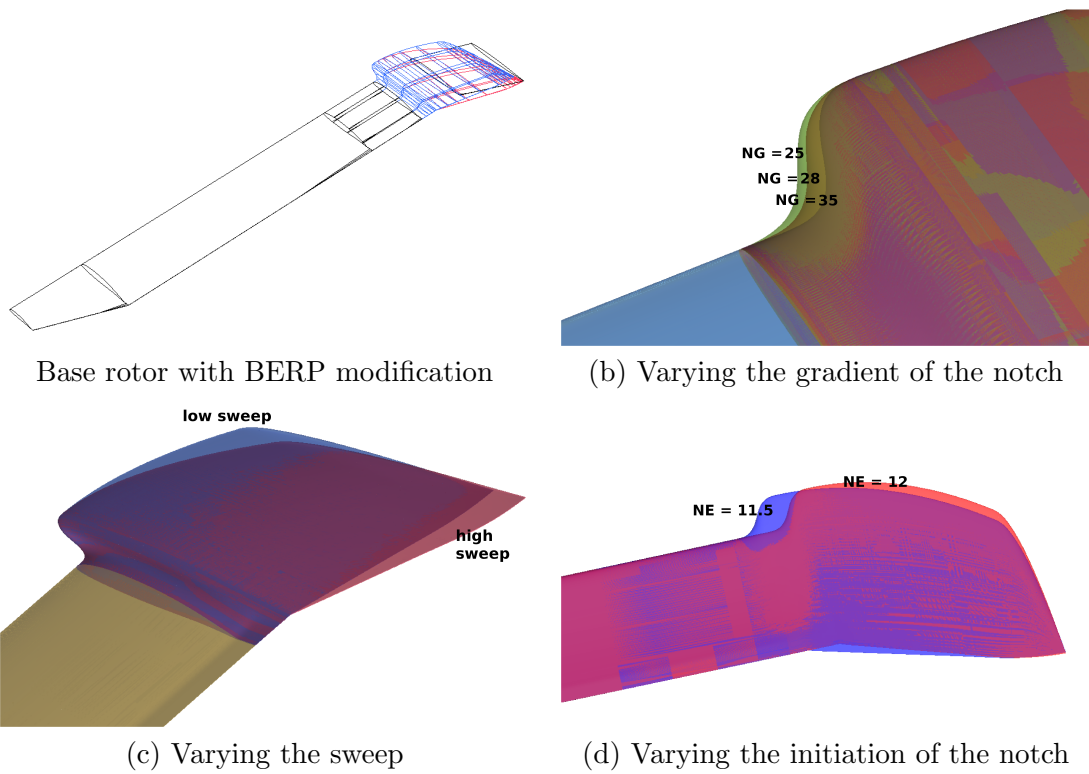 NG =25
NG =28
NG =35
Base rotor with BERP modification
(b) Varying the gradient of the notch
low sweep
high
sweep
NE = 12
NE = 11.5
(c) Varying the sweep
(d) Varying the initiation of the notch